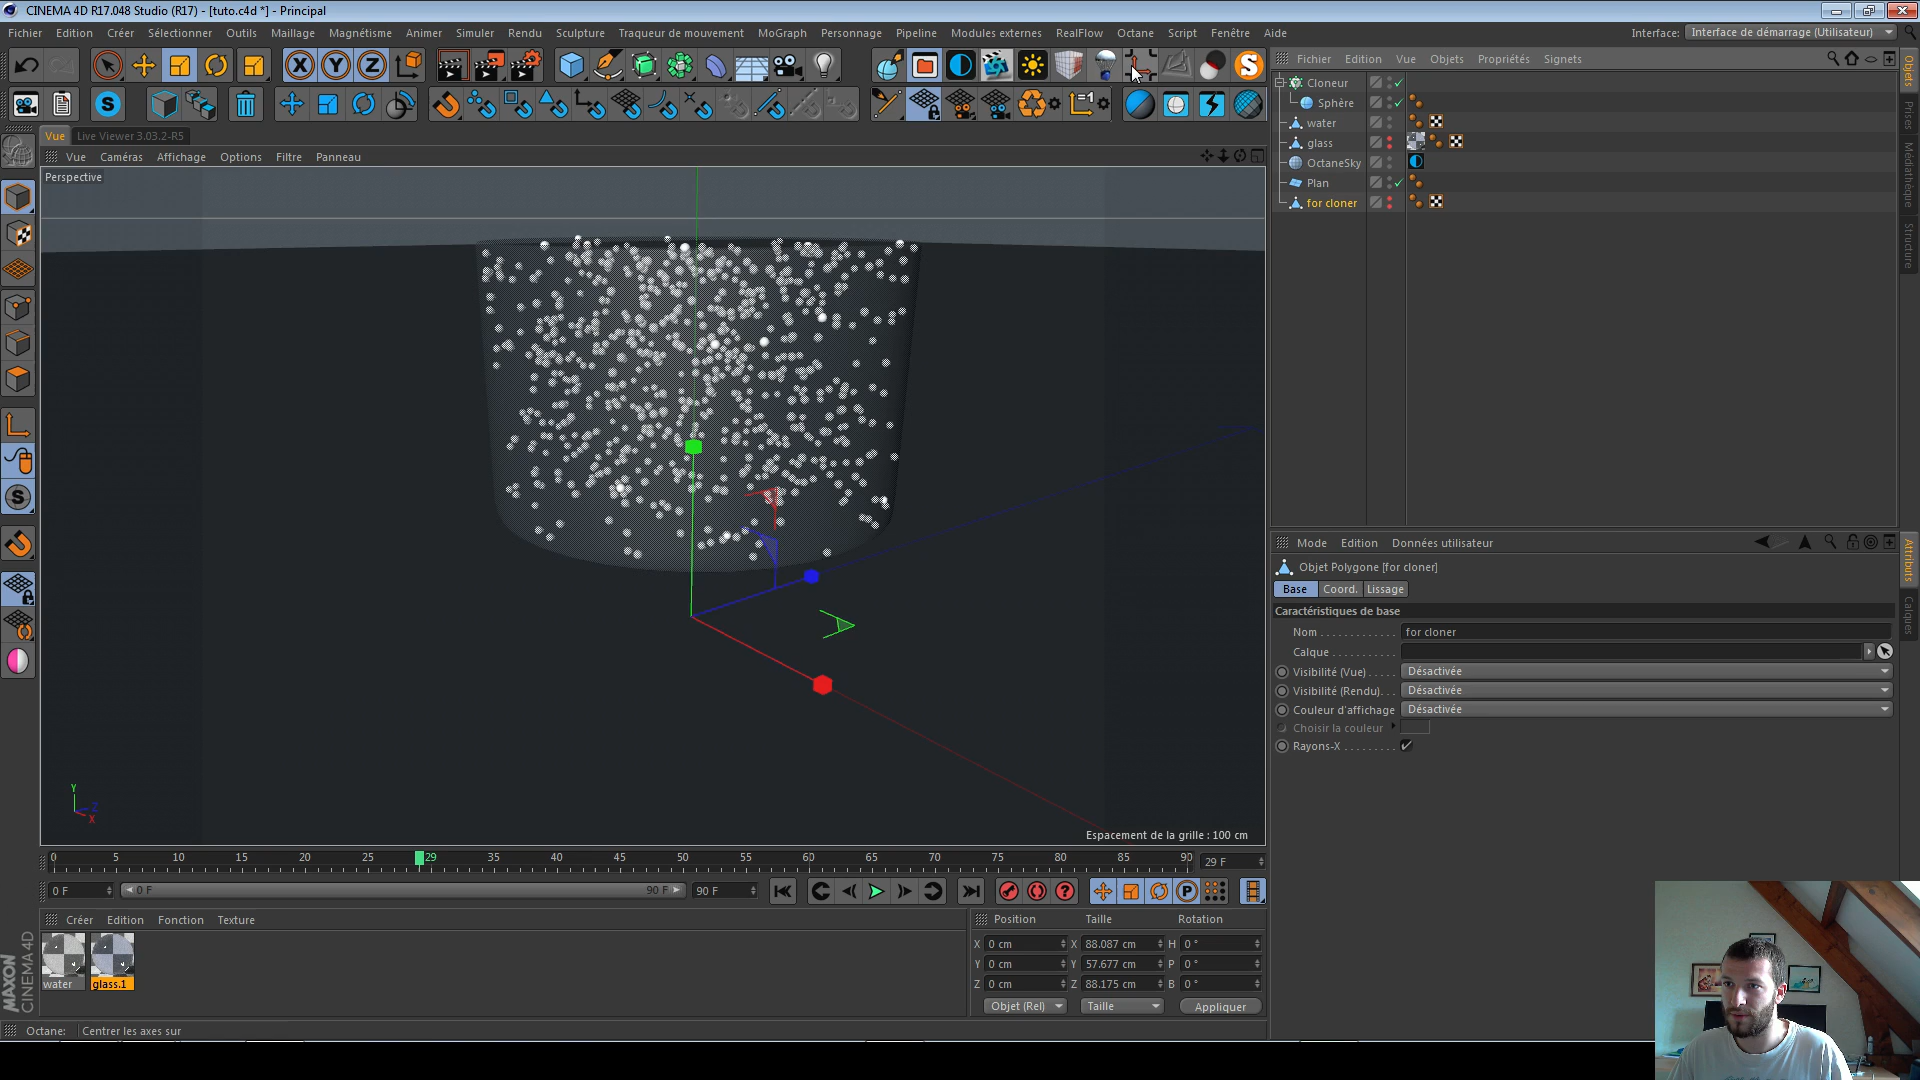 CINEMA 4D R17.048 Studio (R17) - [tuto.c4d *] - Principal
Fichier Edition Créer Sélectionner Outils Maillage Magnétisme Animer Simuler Rendu Sculpture Traqueur de mouvement MoGraph Personnage Pipeline Modules externes RealFlow Octane Script Fenêtre Aide Interface: Interface de démarrage (Utilisateur)
Fichier Edition Vue Objets Propriétés Signets
Cloneur
Sphère
water
glass
OctaneSky
Plan
for cloner
Objets
Prises
Médiathèque
Structure
Vue Live Viewer 3.03.2-R5
Vue Caméras Affichage Options Filtre Panneau
Perspective
Y
Z
X
Espacement de la grille : 100 cm
Mode Edition Données utilisateur
Objet Polygone [for cloner]
Base Coord. Lissage
Caractéristiques de base
Nom for cloner
Calque
Visibilité (Vue) Désactivée
Visibilité (Rendu) Désactivée
Couleur d'affichage Désactivée
Choisir la couleur
Rayons-X
Attributs
Calques
0 5 10 15 20 25 29 35 40 45 50 55 60 65 70 75 80 85 90 29 F
0 F 0 F 90 F 90 F
Créer Edition Fonction Texture
water glass.1
Position Taille Rotation
X 0 cm X 88.087 cm H 0 °
Y 0 cm Y 57.677 cm P 0 °
Z 0 cm Z 88.175 cm B 0 °
Objet (Rel) Taille Appliquer
MAXON
CINEMA 4D
Octane: Centrer les axes sur